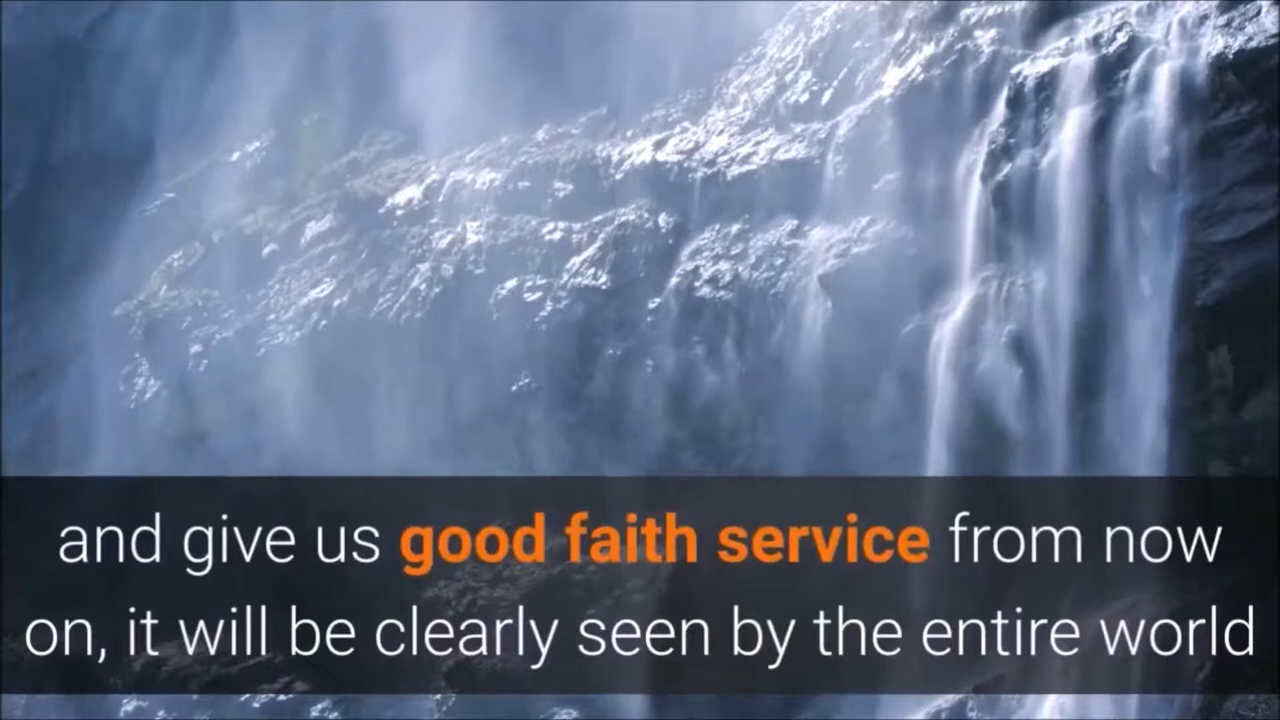 and give us good faith service from now
on, it will be clearly seen by the entire world